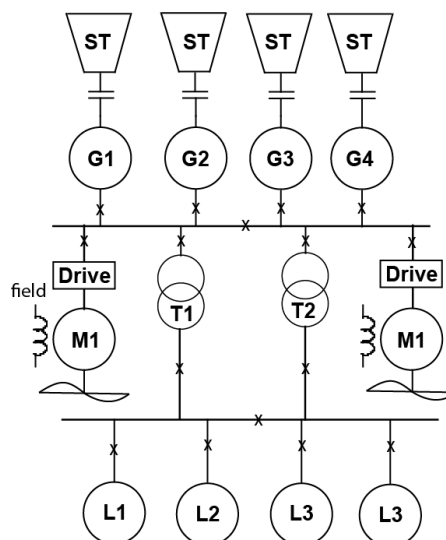 ST ST ST ST
G1 G2 G3 G4
x x x x
x
x x x x
Drive Drive
field field
T1 T2
M1 M1
x x
x
x x x x
L1 L2 L3 L3